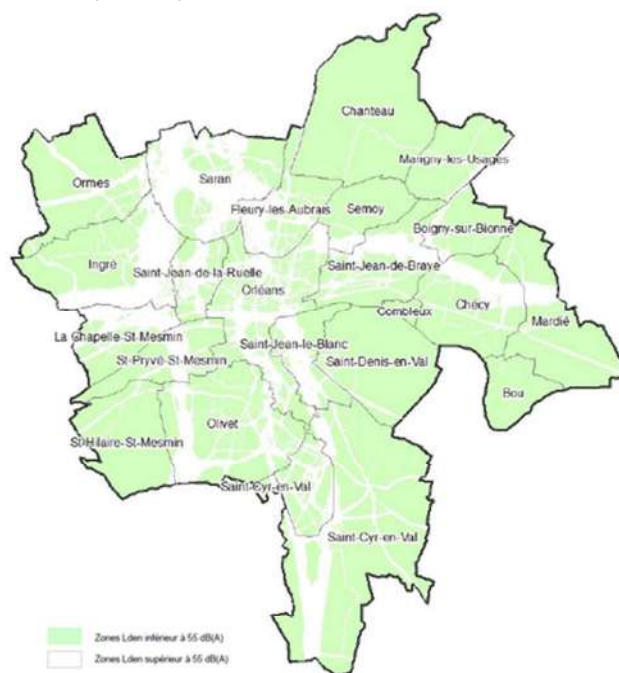 Chanteau
Marigny-les-Usages
Ormes
Saran
Fleury-les-Aubrais
Semoy
Boigny-sur-Bionne
Ingré
Saint-Jean-de-la-Ruelle
Saint-Jean-de-Braye
Orléans
Chécy
Combleux
Mardié
La Chapelle-St-Mesmin
Saint-Jean-le-Blanc
St-Pryvé-St-Mesmin
Saint-Denis-en-Val
Bou
Olivet
St-Hilaire-St-Mesmin
Saint-Cyr-en-Val
Saint-Cyr-en-Val
Zones Lden inférieur à 55 dB(A)
Zones Lden supérieur à 55 dB(A)